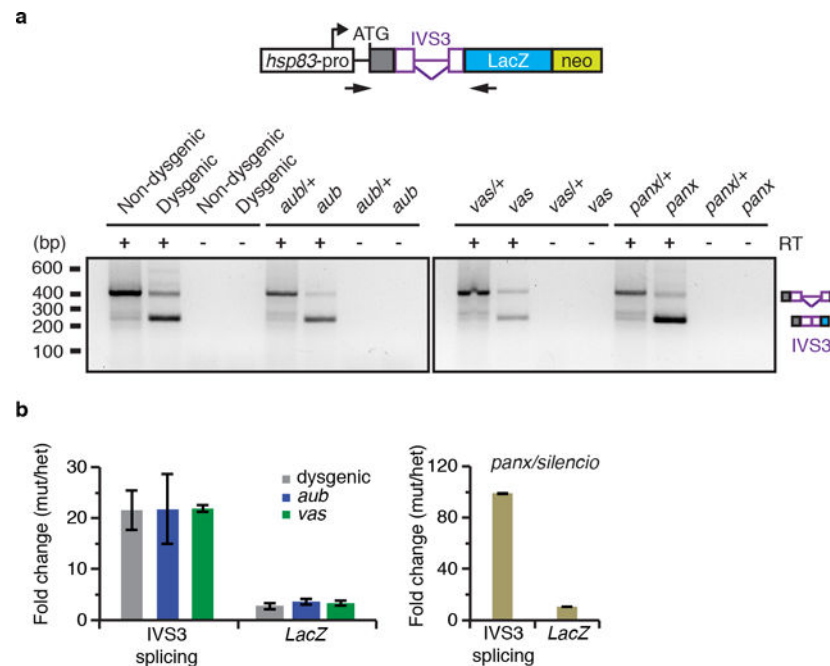 a
ATG
IVS3
hsp83-pro
LacZ
neo
Non-dysgenic
Dysgenic
Non-dysgenic
Dysgenic
aub/+
aub
aub/+
aub
vas/+
vas
vas/+
vas
panx/+
panx
panx/+
panx
(bp)
+ + - - + + - - + + - - + + - - RT
600
400
300
200
100
IVS3
b
Fold change (mut/het)
30
20
10
0
dysgenic
aub
vas
IVS3
splicing
LacZ
Fold change (mut/het)
120
80
40
0
panx/silencio
IVS3
splicing
LacZ